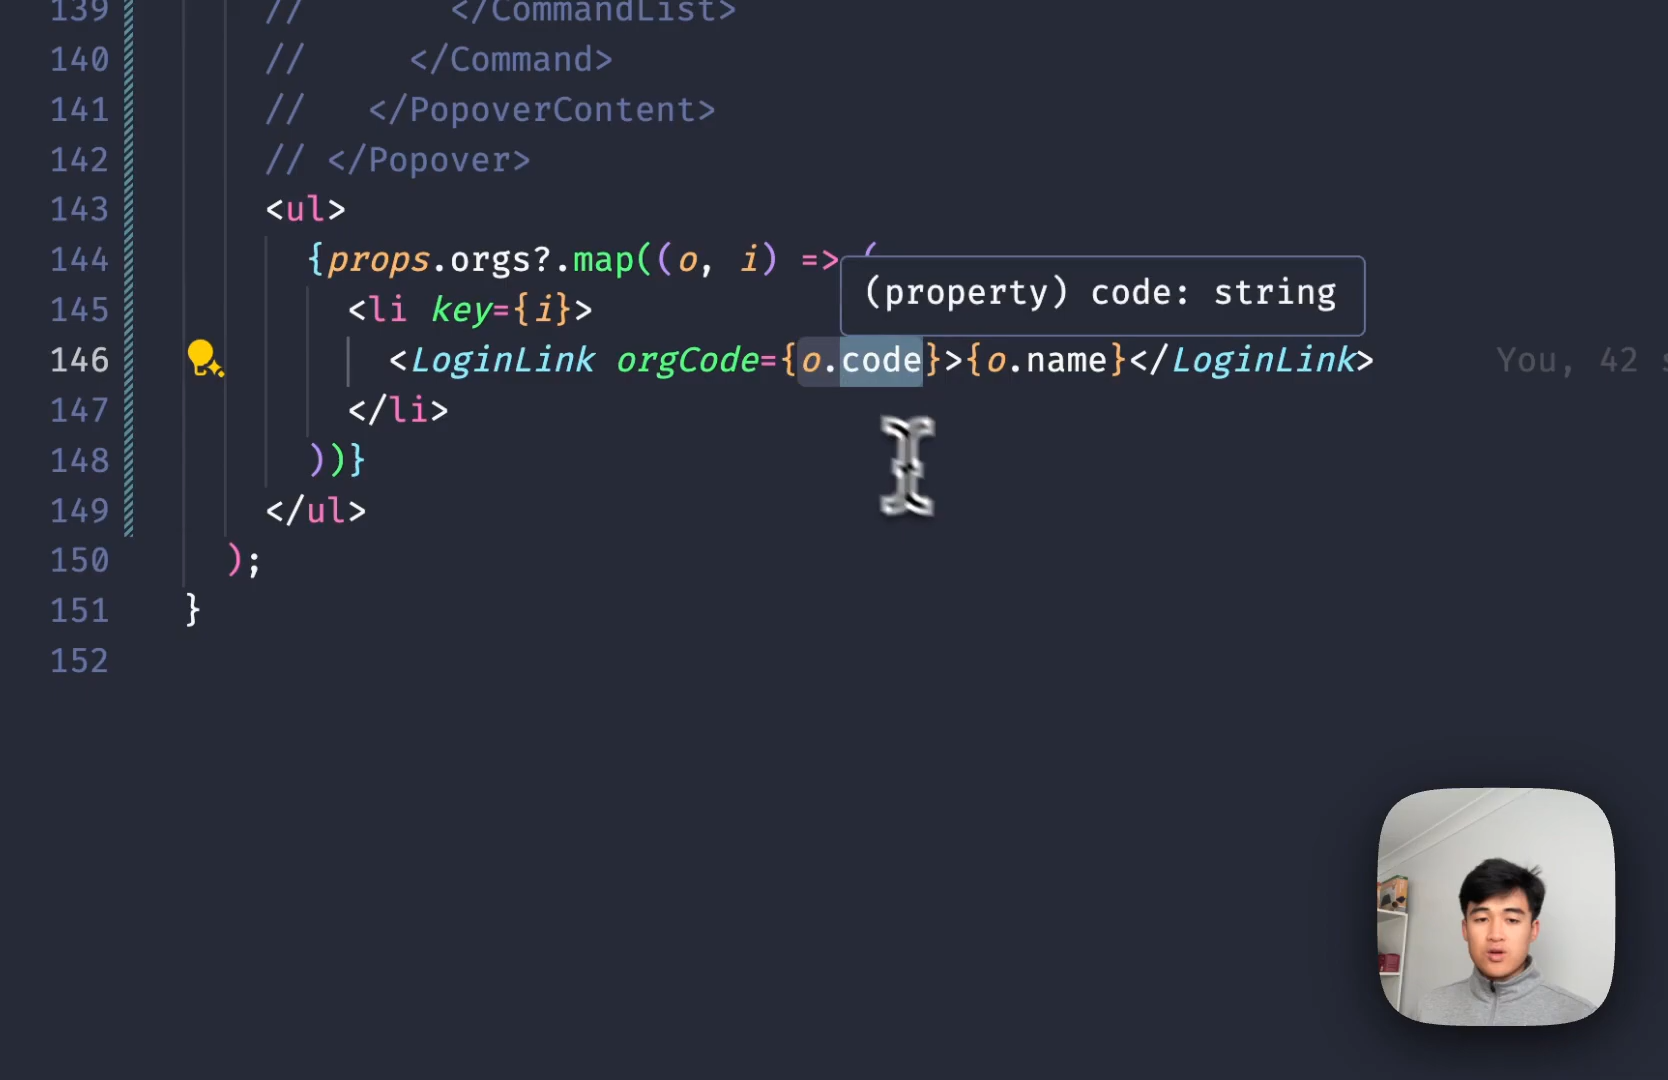 139 // </CommandList>
140 // </Command>
141 // </PopoverContent>
142 // </Popover>
143 <ul>
144 {props.orgs?.map((o, i) => (
(property) code: string
145 <li key={i}>
146 <LoginLink orgCode={o.code}>{o.name}</LoginLink> You, 42 s
147 </li>
148 ))}
149 </ul>
150 );
151 }
152